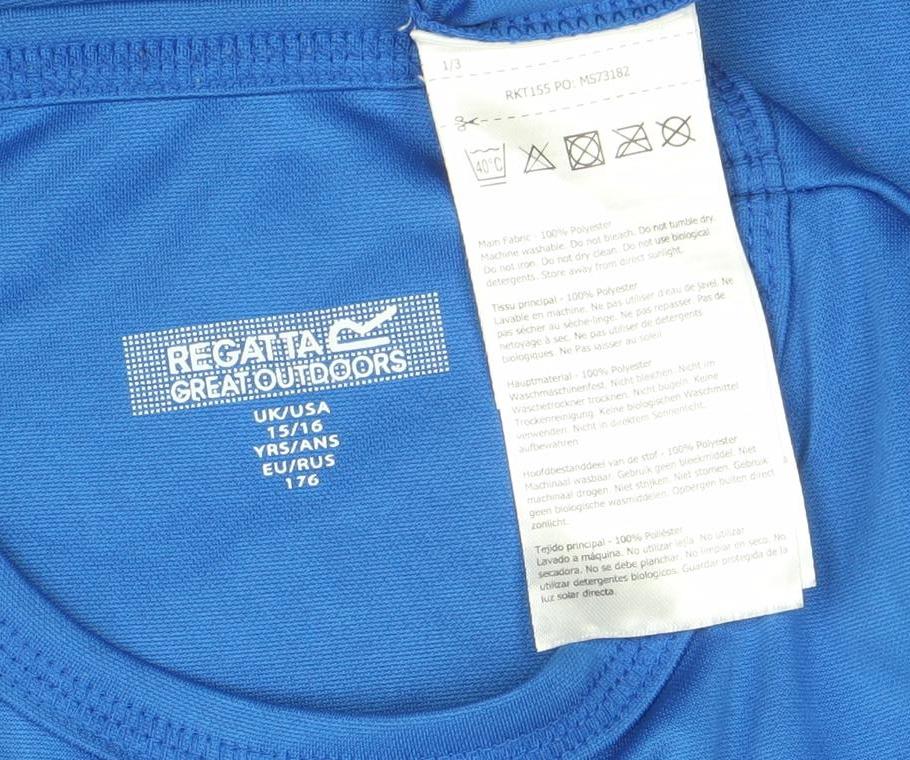 1/3
RKT155 PO: MS73182
40°C
Main Fabric - 100% Polyester
Machine washable. Do not bleach. Do not tumble dry.
Do not iron. Do not dry clean. Do not use biological
detergents. Store away from direct sunlight.
Tissu principal - 100% Polyester
Lavable en machine. Ne pas utiliser d'eau de javel. Ne
pas sécher au sèche-linge. Ne pas repasser. Pas de
nettoyage à sec. Ne pas utiliser de detergents
biologiques. Ne Pas laisser au soleil
Hauptmaterial - 100% Polyester
Waschmaschinenfest. Nicht bleichen. Nicht im
Waschetrockner trocknen. Nicht bugeln. Keine
Trockenreinigung. Keine biologischen Waschmittel
verwenden. Nicht in direktem Sonnenlicht.
aufbewahren
Hoofdbestanddeel van de stof - 100% Polyester
Machinaal wasbaar. Gebruik geen bleekmiddel. Niet
machinaal drogen. Niet strijken. Niet stomen. Gebruik
geen biologische wasmiddelen. Opbergen buiten direct
zonlicht.
Tejido principal - 100% Poliéster
Lavado a máquina. No utilizar lejía. No utilizar
secadora. No se debe planchar. No limpiar en seco. No
utilizar detergentes biologicos. Guardar protegida de la
luz solar directa.
REGATTA
GREAT OUTDOORS
UK/USA
15/16
YRS/ANS
EU/RUS
176